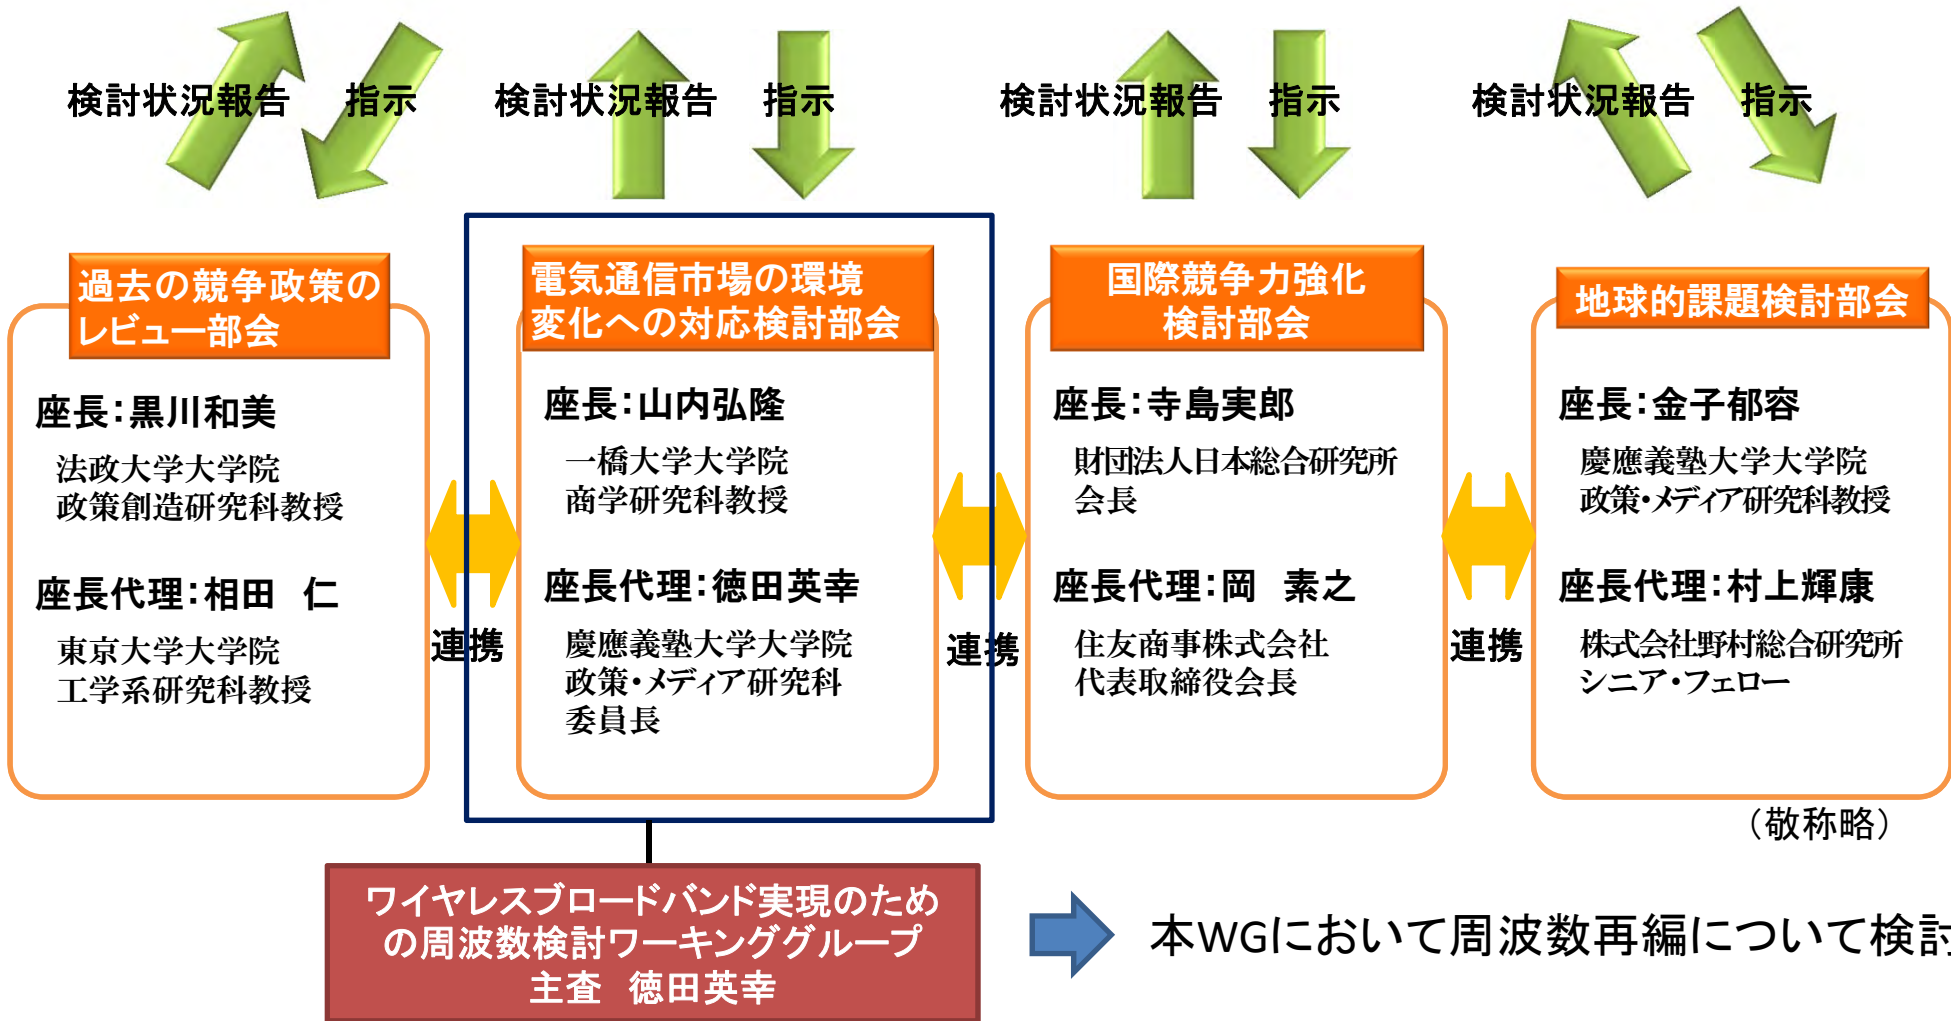 検討状況報告 指示
検討状況報告 指示
検討状況報告 指示
検討状況報告 指示
過去の競争政策の
レビュー部会
座長：黒川和美
法政大学大学院
政策創造研究科教授
座長代理：相田　仁
東京大学大学院
工学系研究科教授
連携
電気通信市場の環境
変化への対応検討部会
座長：山内弘隆
一橋大学大学院
商学研究科教授
座長代理：徳田英幸
慶應義塾大学大学院
政策・メディア研究科
委員長
連携
国際競争力強化
検討部会
座長：寺島実郎
財団法人日本総合研究所
会長
座長代理：岡　素之
住友商事株式会社
代表取締役会長
連携
地球的課題検討部会
座長：金子郁容
慶應義塾大学大学院
政策・メディア研究科教授
座長代理：村上輝康
株式会社野村総合研究所
シニア・フェロー
（敬称略）
ワイヤレスブロードバンド実現のため
の周波数検討ワーキンググループ
主査　徳田英幸
本WGにおいて周波数再編について検討